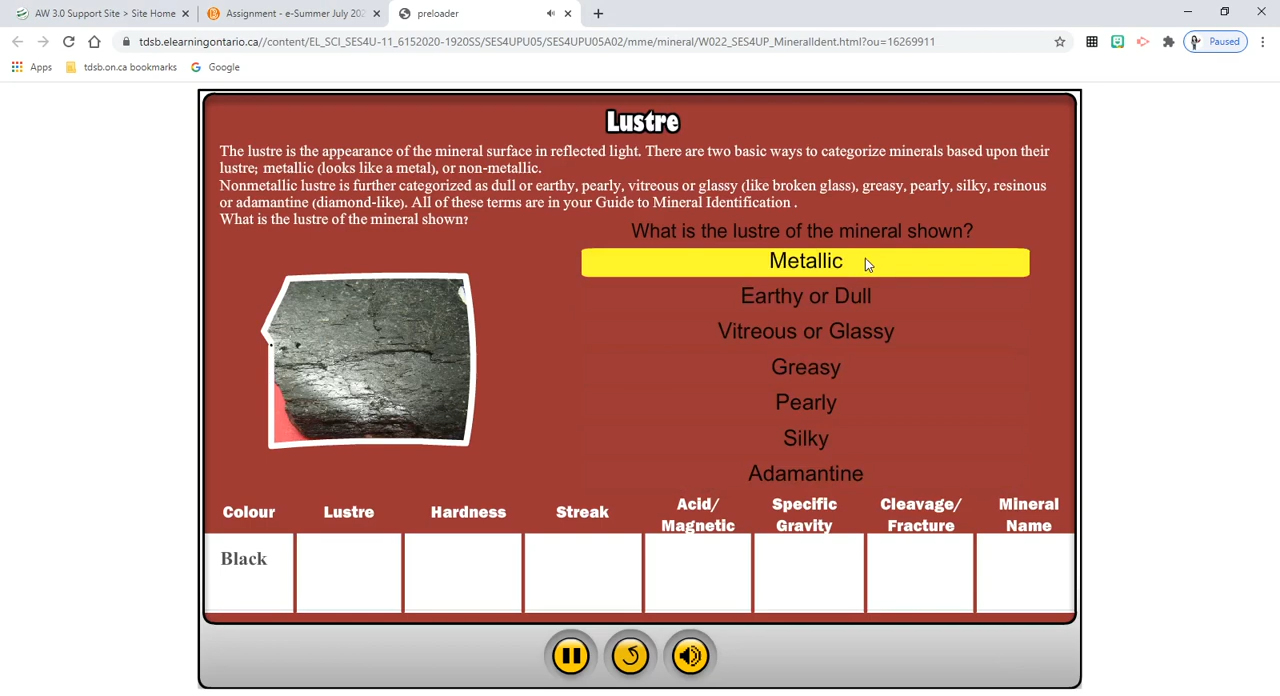 AW 3.0 Support Site > Site Home
Assignment - e-Summer July 202
preloader
tdsb.elearningontario.ca//content/EL_SCI_SES4U-11_6152020-1920SS/SES4UPU05/SES4UPU05A02/mme/mineral/W022_SES4UP_MineralIdent.html?ou=16269911
Paused
Apps
tdsb.on.ca bookmarks
Google
Lustre
The lustre is the appearance of the mineral surface in reflected light. There are two basic ways to categorize minerals based upon their
lustre; metallic (looks like a metal), or non-metallic.
Nonmetallic lustre is further categorized as dull or earthy, pearly, vitreous or glassy (like broken glass), greasy, pearly, silky, resinous
or adamantine (diamond-like). All of these terms are in your Guide to Mineral Identification .
What is the lustre of the mineral shown?
What is the lustre of the mineral shown?
Metallic
Earthy or Dull
Vitreous or Glassy
Greasy
Pearly
Silky
Adamantine
Colour
Lustre
Hardness
Streak
Acid/
Magnetic
Specific
Gravity
Cleavage/
Fracture
Mineral
Name
Black